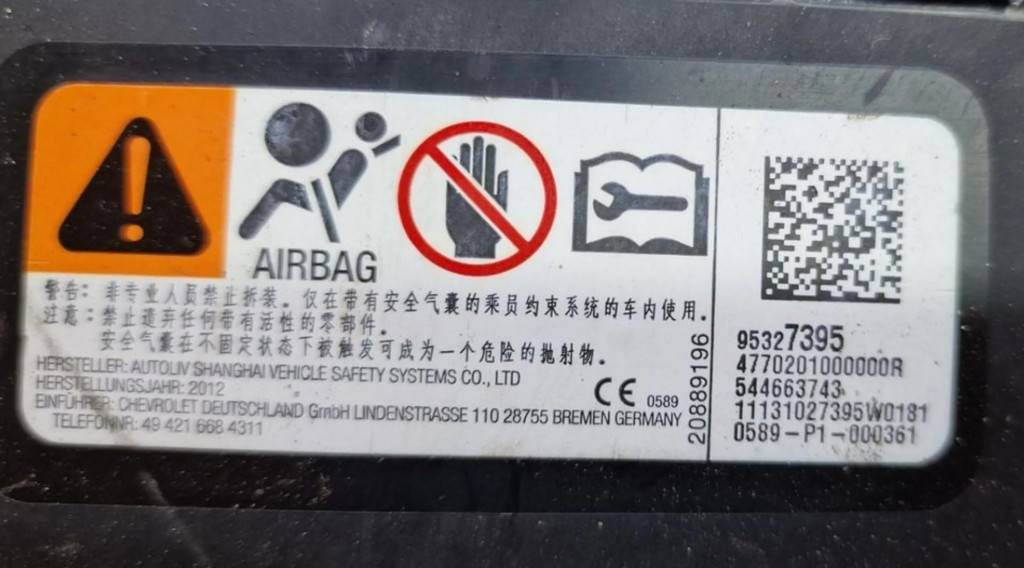 AIRBAG
警告：非专业人员禁止拆装。仅在带有安全气囊的乘员约束系统的车内使用。
注意：禁止遗弃任何带有活性的零部件。
安全气囊在不固定状态下被触发可成为一个危险的抛射物。
HERSTELLER: AUTOLIV SHANGHAI VEHICLE SAFETY SYSTEMS CO., LTD
HERSTELLUNGSJAHR: 2012
CE 0589
EINFÜHRER: CHEVROLET DEUTSCHLAND GmbH LINDENSTRASSE 110 28755 BREMEN GERMANY
TELEFONNR: 49 421 668 4311
20889196
95327395
4770201000000R
544663743
11131027395W0181
0589-P1-000361